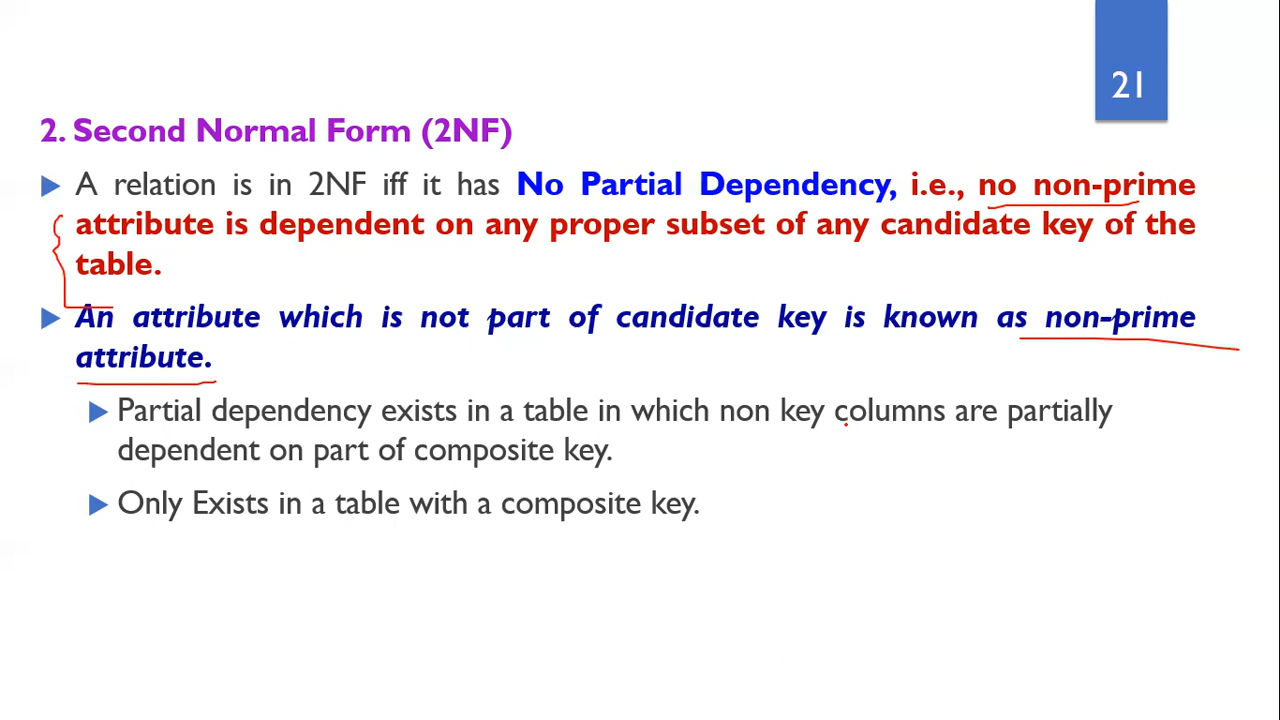 21
2. Second Normal Form (2NF)
A relation is in 2NF iff it has No Partial Dependency, i.e., no non-prime
attribute is dependent on any proper subset of any candidate key of the
table.
An attribute which is not part of candidate key is known as non-prime
attribute.
Partial dependency exists in a table in which non key columns are partially
dependent on part of composite key.
Only Exists in a table with a composite key.